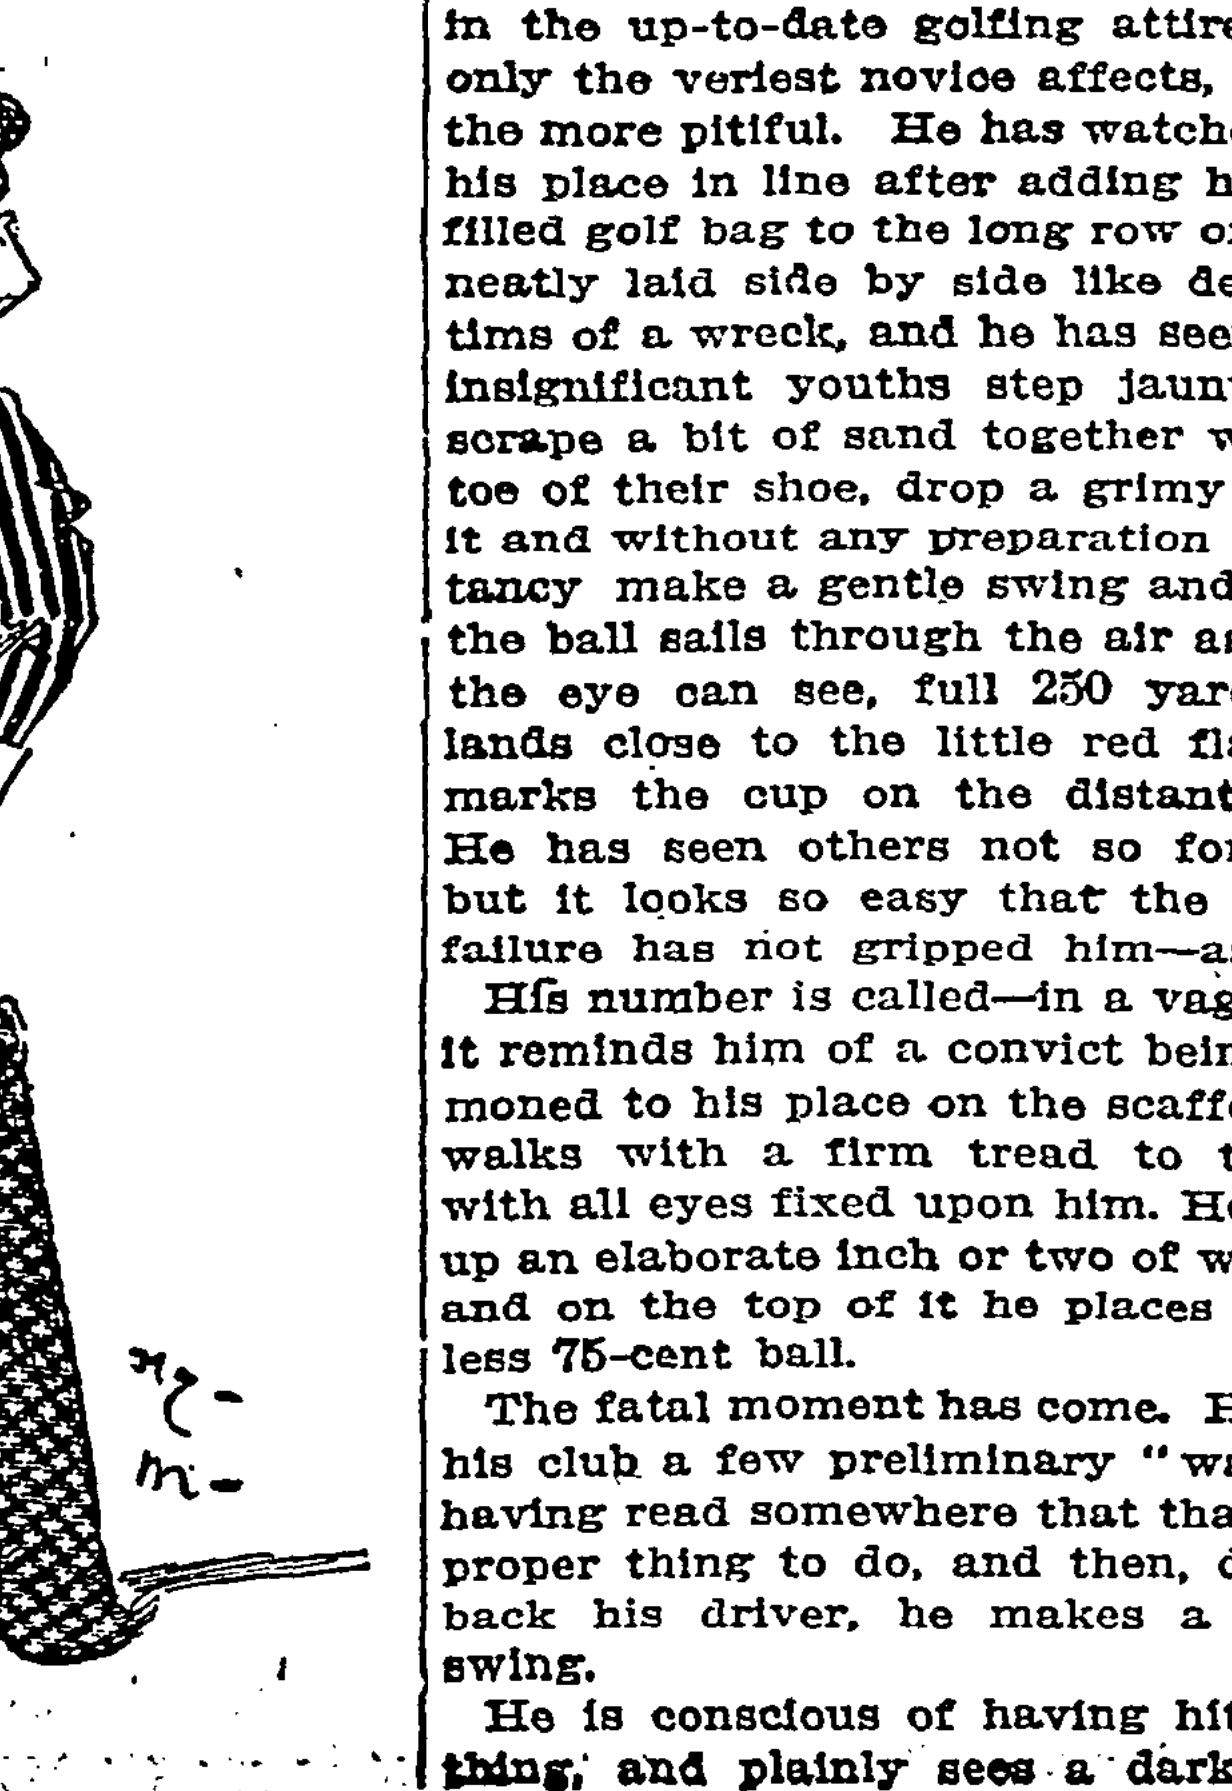 in the up-to-date golfing attire
only the veriest novice affects,
the more pitiful. He has watch
his place in line after adding h
filled golf bag to the long row o
neatly laid side by side like de
tims of a wreck, and he has see
insignificant youths step jaun
scrape a bit of sand together w
toe of their shoe, drop a grimy
it and without any preparation
tancy make a gentle swing and
the ball sails through the air a
the eye can see, full 250 yar
lands close to the little red fl
marks the cup on the distant
He has seen others not so for
but it looks so easy that the
failure has not gripped him—a
His number is called—in a vag
it reminds him of a convict bein
moned to his place on the scaff
walks with a firm tread to t
with all eyes fixed upon him. He
up an elaborate inch or two of w
and on the top of it he places
less 75-cent ball.
The fatal moment has come. H
his club a few preliminary "wa
having read somewhere that tha
proper thing to do, and then, d
back his driver, he makes a
swing.
He is conscious of having hit
thing, and plainly sees a dark